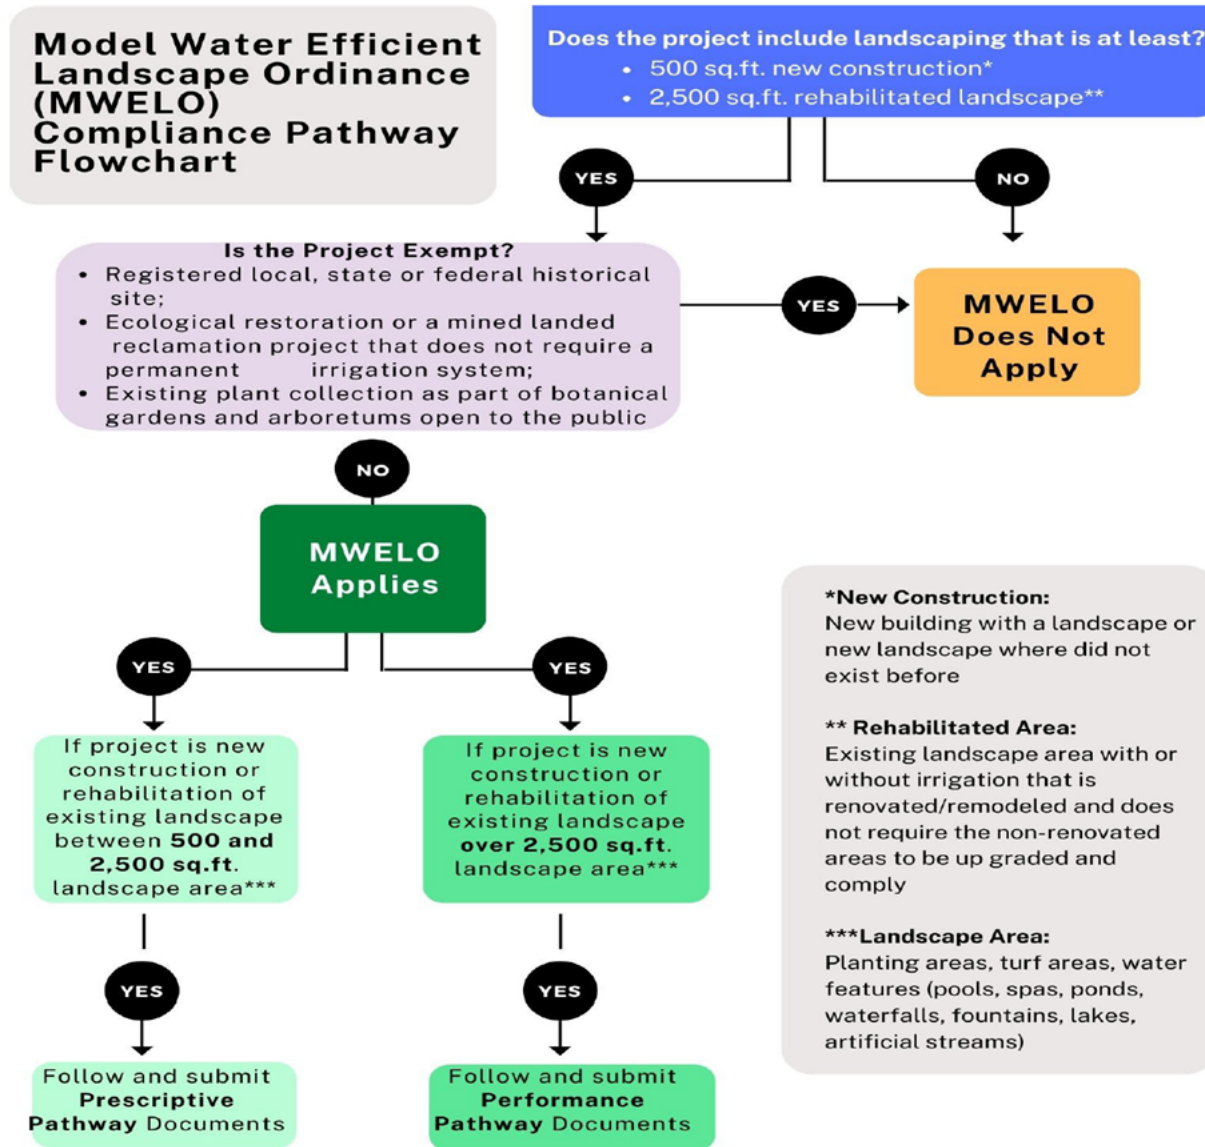 Model Water Efficient
Landscape Ordinance
(MWELO)
Compliance Pathway
Flowchart
Does the project include landscaping that is at least?
• 500 sq.ft. new construction*
• 2,500 sq.ft. rehabilitated landscape**
YES
NO
Is the Project Exempt?
• Registered local, state or federal historical
site;
• Ecological restoration or a mined landed
reclamation project that does not require a
permanent irrigation system;
• Existing plant collection as part of botanical
gardens and arboretums open to the public
YES
MWELO
Does Not
Apply
NO
MWELO
Applies
YES
YES
If project is new
construction or
rehabilitation of
existing landscape
between 500 and
2,500 sq.ft.
landscape area***
If project is new
construction or
rehabilitation of
existing landscape
over 2,500 sq.ft.
landscape area***
YES
YES
Follow and submit
Prescriptive
Pathway Documents
Follow and submit
Performance
Pathway Documents
*New Construction:
New building with a landscape or
new landscape where did not
exist before
** Rehabilitated Area:
Existing landscape area with or
without irrigation that is
renovated/remodeled and does
not require the non-renovated
areas to be up graded and
comply
***Landscape Area:
Planting areas, turf areas, water
features (pools, spas, ponds,
waterfalls, fountains, lakes,
artificial streams)